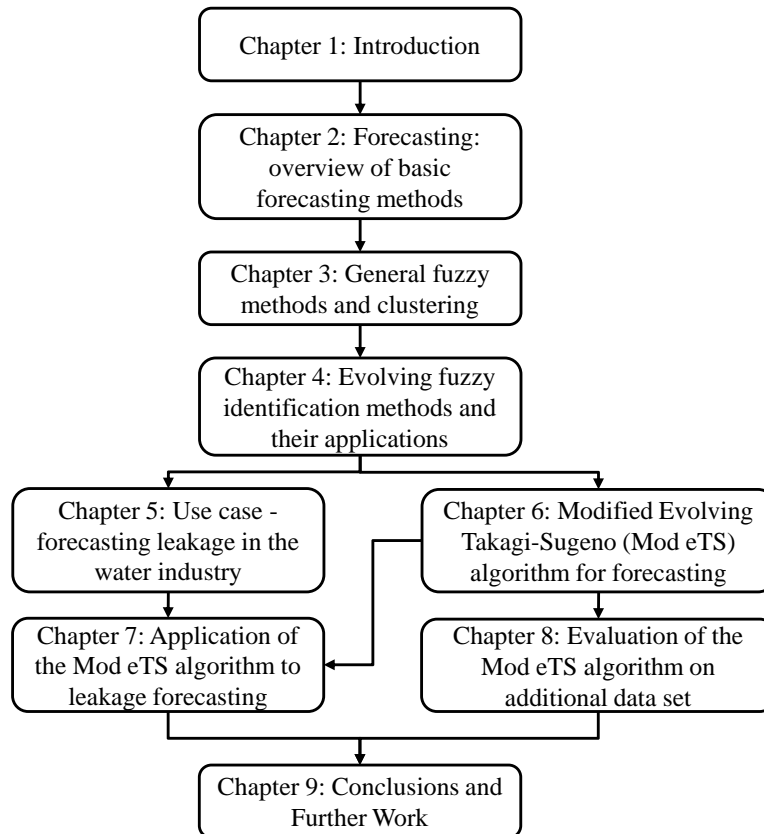 Chapter 1: Introduction
Chapter 2: Forecasting:
overview of basic
forecasting methods
Chapter 3: General fuzzy
methods and clustering
Chapter 4: Evolving fuzzy
identification methods and
their applications
Chapter 5: Use case -
forecasting leakage in the
water industry
Chapter 6: Modified Evolving
Takagi-Sugeno (Mod eTS)
algorithm for forecasting
Chapter 7: Application of
the Mod eTS algorithm to
leakage forecasting
Chapter 8: Evaluation of the
Mod eTS algorithm on
additional data set
Chapter 9: Conclusions and
Further Work